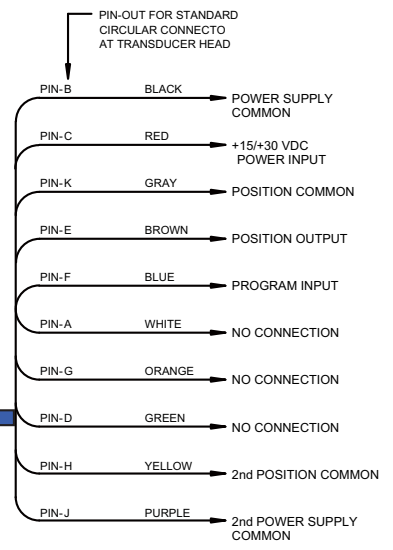 PIN-OUT FOR STANDARD
CIRCULAR CONNECTO
AT TRANSDUCER HEAD
PIN-B BLACK POWER SUPPLY
COMMON
PIN-C RED +15/+30 VDC
POWER INPUT
PIN-K GRAY POSITION COMMON
PIN-E BROWN POSITION OUTPUT
PIN-F BLUE PROGRAM INPUT
PIN-A WHITE NO CONNECTION
PIN-G ORANGE NO CONNECTION
PIN-D GREEN NO CONNECTION
PIN-H YELLOW 2nd POSITION COMMON
PIN-J PURPLE 2nd POWER SUPPLY
COMMON